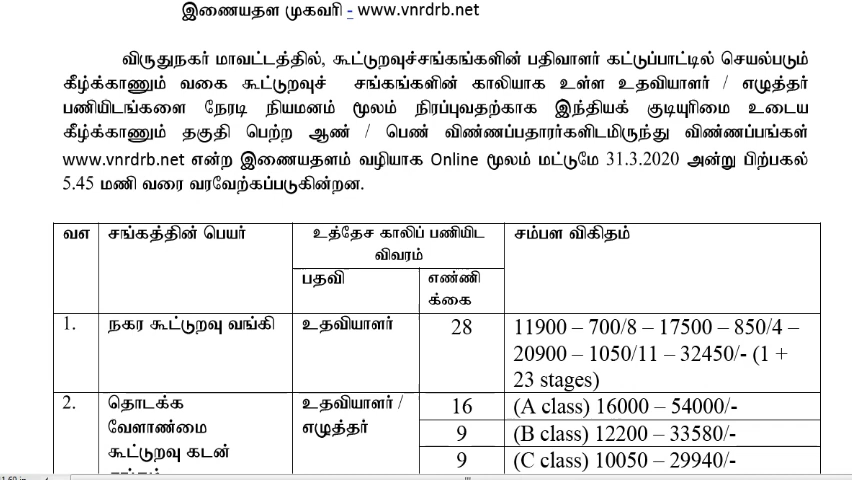 இணையதள முகவரி - www.vnrdrb.net
விருதுநகர் மாவட்டத்தில், கூட்டுறவுச்சங்கங்களின் பதிவாளர் கட்டுப்பாட்டில் செயல்படும்
கீழ்க்காணும் வகை கூட்டுறவுச் சங்கங்களின் காலியாக உள்ள உதவியாளர் / எழுத்தர்
பணியிடங்களை நேரடி நியமனம் மூலம் நிரப்புவதற்காக இந்தியக் குடியுரிமை உடைய
கீழ்க்காணும் தகுதி பெற்ற ஆண் / பெண் விண்ணப்பதாரர்களிடமிருந்து விண்ணப்பங்கள்
www.vnrdrb.net என்ற இணையதளம் வழியாக Online மூலம் மட்டுமே 31.3.2020 அன்று பிற்பகல்
5.45 மணி வரை வரவேற்கப்படுகின்றன.
வஎ சங்கத்தின் பெயர் உத்தேச காலிப் பணியிட சம்பள விகிதம்
விவரம்
பதவி எண்ணி
க்கை
1. நகர கூட்டுறவு வங்கி உதவியாளர் 28 11900 – 700/8 – 17500 – 850/4 –
20900 – 1050/11 – 32450/- (1 +
23 stages)
2. தொடக்க உதவியாளர் / 16 (A class) 16000 – 54000/-
வேளாண்மை எழுத்தர் 9 (B class) 12200 – 33580/-
கூட்டுறவு கடன் 9 (C class) 10050 – 29940/-